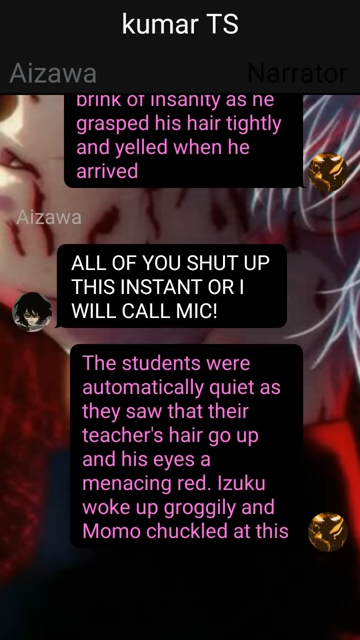 kumar TS
Aizawa
Narrator
brink of insanity as he
grasped his hair tightly
and yelled when he
arrived
Aizawa
ALL OF YOU SHUT UP
THIS INSTANT OR I
WILL CALL MIC!
The students were
automatically quiet as
they saw that their
teacher's hair go up
and his eyes a
menacing red. Izuku
woke up groggily and
Momo chuckled at this